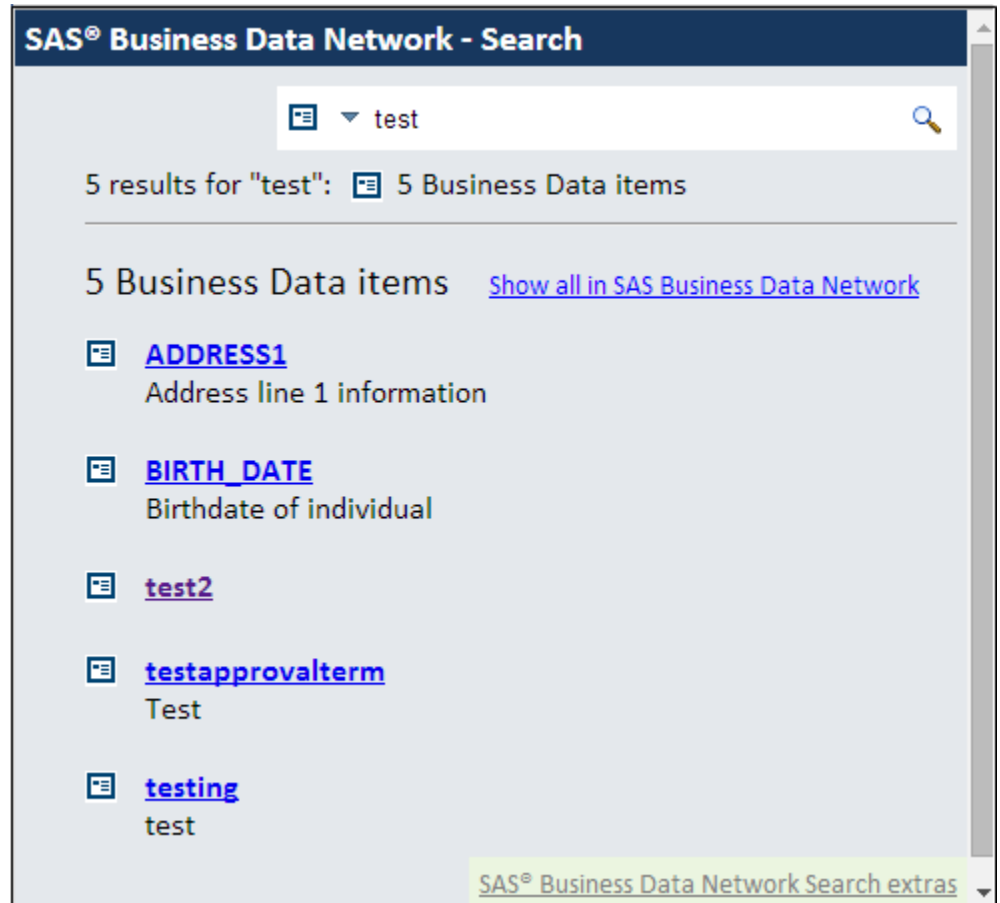 SAS® Business Data Network - Search
test
5 results for "test": 5 Business Data items
5 Business Data items Show all in SAS Business Data Network
ADDRESS1
Address line 1 information
BIRTH_DATE
Birthdate of individual
test2
testapprovalterm
Test
testing
test
SAS® Business Data Network Search extras